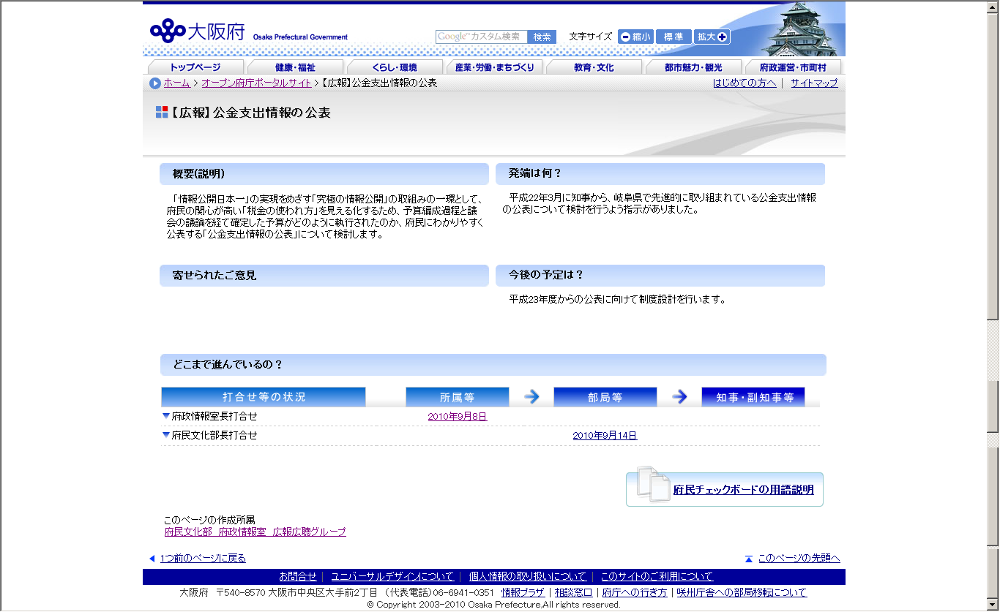 大阪府 Osaka Prefectural Government
Google™カスタム検索 検索 文字サイズ 縮小 標準 拡大
トップページ 健康・福祉 くらし・環境 産業・労働・まちづくり 教育・文化 都市魅力・観光 府政運営・市町村
ホーム > オープン府庁ポータルサイト > 【広報】公金支出情報の公表 はじめての方へ | サイトマップ
【広報】公金支出情報の公表
概要(説明)
「情報公開日本一」の実現をめざす「究極の情報公開」の取組みの一環として、
府民の関心が高い「税金の使われ方」を見える化するため、予算編成過程と議
会の議論を経て確定した予算がどのように執行されたのか、府民にわかりやすく
公表する「公金支出情報の公表」について検討します。
発端は何？
平成22年3月に知事から、岐阜県で先進的に取り組まれている公金支出情報
の公表について検討を行うよう指示がありました。
寄せられたご意見
今後の予定は？
平成23年度からの公表に向けて制度設計を行います。
どこまで進んでいるの？
打合せ等の状況 所属等 部局等 知事・副知事等
▼府政情報室長打合せ 2010年9月8日
▼府民文化部長打合せ 2010年9月14日
府民チェックボードの用語説明
このページの作成所属
府民文化部 府政情報室 広報広聴グループ
1つ前のページに戻る このページの先頭へ
お問合せ | ユニバーサルデザインについて | 個人情報の取り扱いについて | このサイトのご利用について
大阪府 〒540-8570 大阪市中央区大手前2丁目 （代表電話）06-6941-0351 情報プラザ | 相談窓口 | 府庁への行き方 | 咲州庁舎への部局移転について
© Copyright 2003-2010 Osaka Prefecture,All rights reserved.